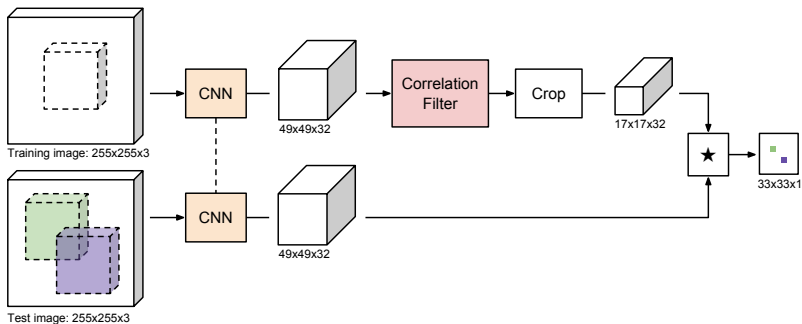 CNN
49x49x32
Correlation
Filter
Crop
17x17x32
Training image: 255x255x3
★
33x33x1
CNN
49x49x32
Test image: 255x255x3